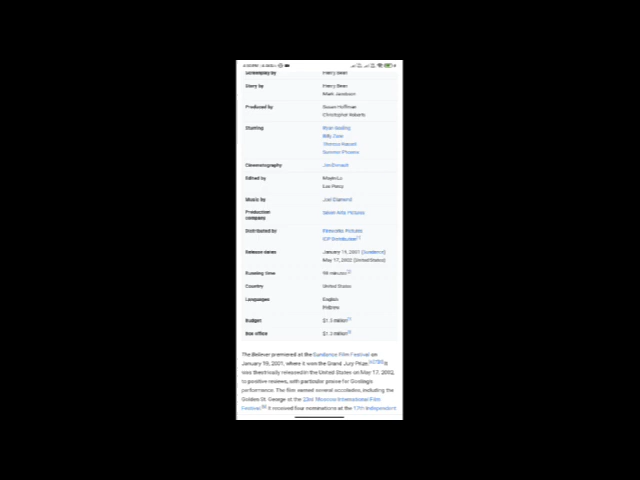 Screenplay by Henry Bean
Story by Henry Bean
Mark Jacobson
Produced by Susan Hoffman
Christopher Roberts
Starring Ryan Gosling
Billy Zane
Theresa Russell
Summer Phoenix
Cinematography Jim Denault
Edited by Mayin Lo
Lee Percy
Music by Joel Diamond
Production company Seven Arts Pictures
Distributed by Fireworks Pictures
IDP Distribution
Release dates January 19, 2001 (Sundance)
May 17, 2002 (United States)
Running time 98 minutes
Country United States
Languages English
Hebrew
Budget $1.5 million
Box office $1.3 million
The Believer premiered at the Sundance Film Festival on
January 19, 2001, where it won the Grand Jury Prize. It
was theatrically released in the United States on May 17, 2002,
to positive reviews, with particular praise for Gosling's
performance. The film earned several accolades, including the
Golden St. George at the 23rd Moscow International Film
Festival. It received four nominations at the 17th Independent